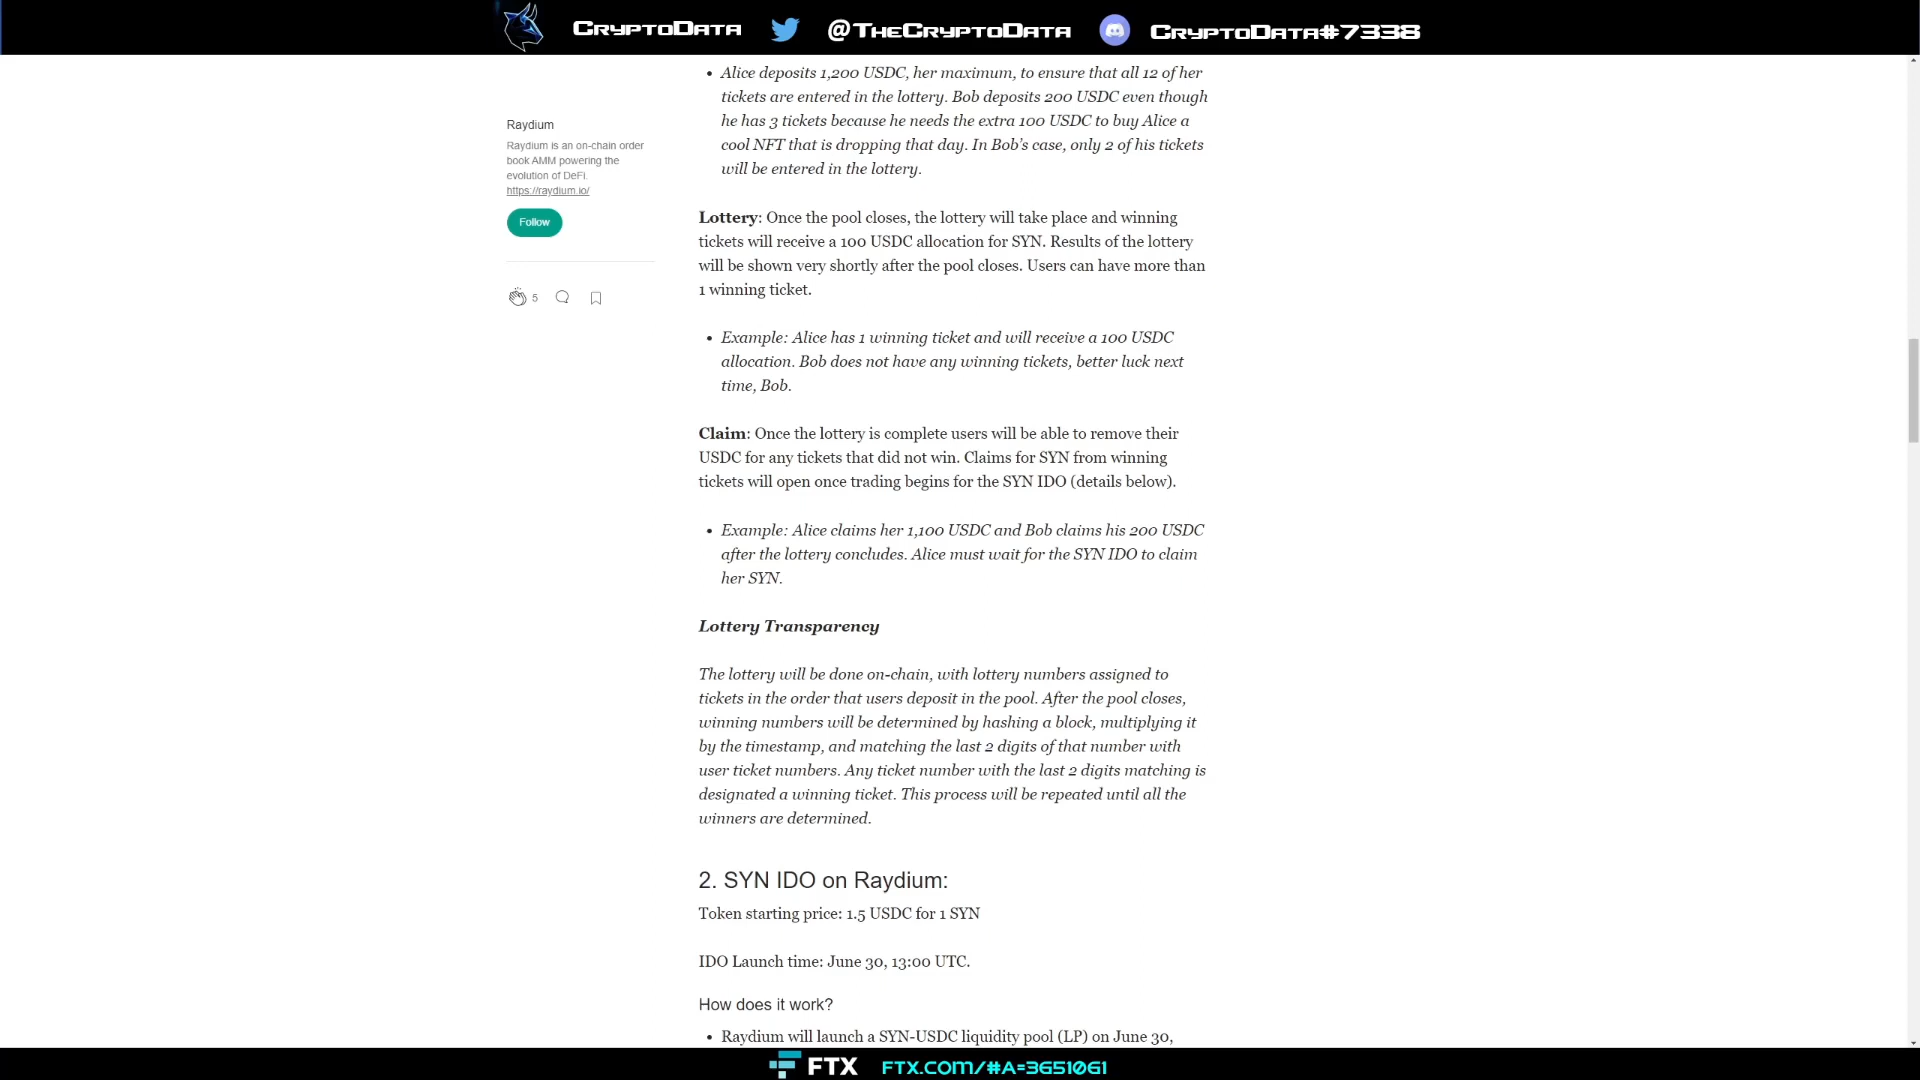 CryptoData @TheCryptoData CryptoData#7338
Raydium
Raydium is an on-chain order
book AMM powering the
evolution of DeFi.
https://raydium.io/
Follow
5
• Alice deposits 1,200 USDC, her maximum, to ensure that all 12 of her
tickets are entered in the lottery. Bob deposits 200 USDC even though
he has 3 tickets because he needs the extra 100 USDC to buy Alice a
cool NFT that is dropping that day. In Bob’s case, only 2 of his tickets
will be entered in the lottery.
Lottery: Once the pool closes, the lottery will take place and winning
tickets will receive a 100 USDC allocation for SYN. Results of the lottery
will be shown very shortly after the pool closes. Users can have more than
1 winning ticket.
• Example: Alice has 1 winning ticket and will receive a 100 USDC
allocation. Bob does not have any winning tickets, better luck next
time, Bob.
Claim: Once the lottery is complete users will be able to remove their
USDC for any tickets that did not win. Claims for SYN from winning
tickets will open once trading begins for the SYN IDO (details below).
• Example: Alice claims her 1,100 USDC and Bob claims his 200 USDC
after the lottery concludes. Alice must wait for the SYN IDO to claim
her SYN.
Lottery Transparency
The lottery will be done on-chain, with lottery numbers assigned to
tickets in the order that users deposit in the pool. After the pool closes,
winning numbers will be determined by hashing a block, multiplying it
by the timestamp, and matching the last 2 digits of that number with
user ticket numbers. Any ticket number with the last 2 digits matching is
designated a winning ticket. This process will be repeated until all the
winners are determined.
2. SYN IDO on Raydium:
Token starting price: 1.5 USDC for 1 SYN
IDO Launch time: June 30, 13:00 UTC.
How does it work?
• Raydium will launch a SYN-USDC liquidity pool (LP) on June 30,
FTX FTX.com/#a=3651061